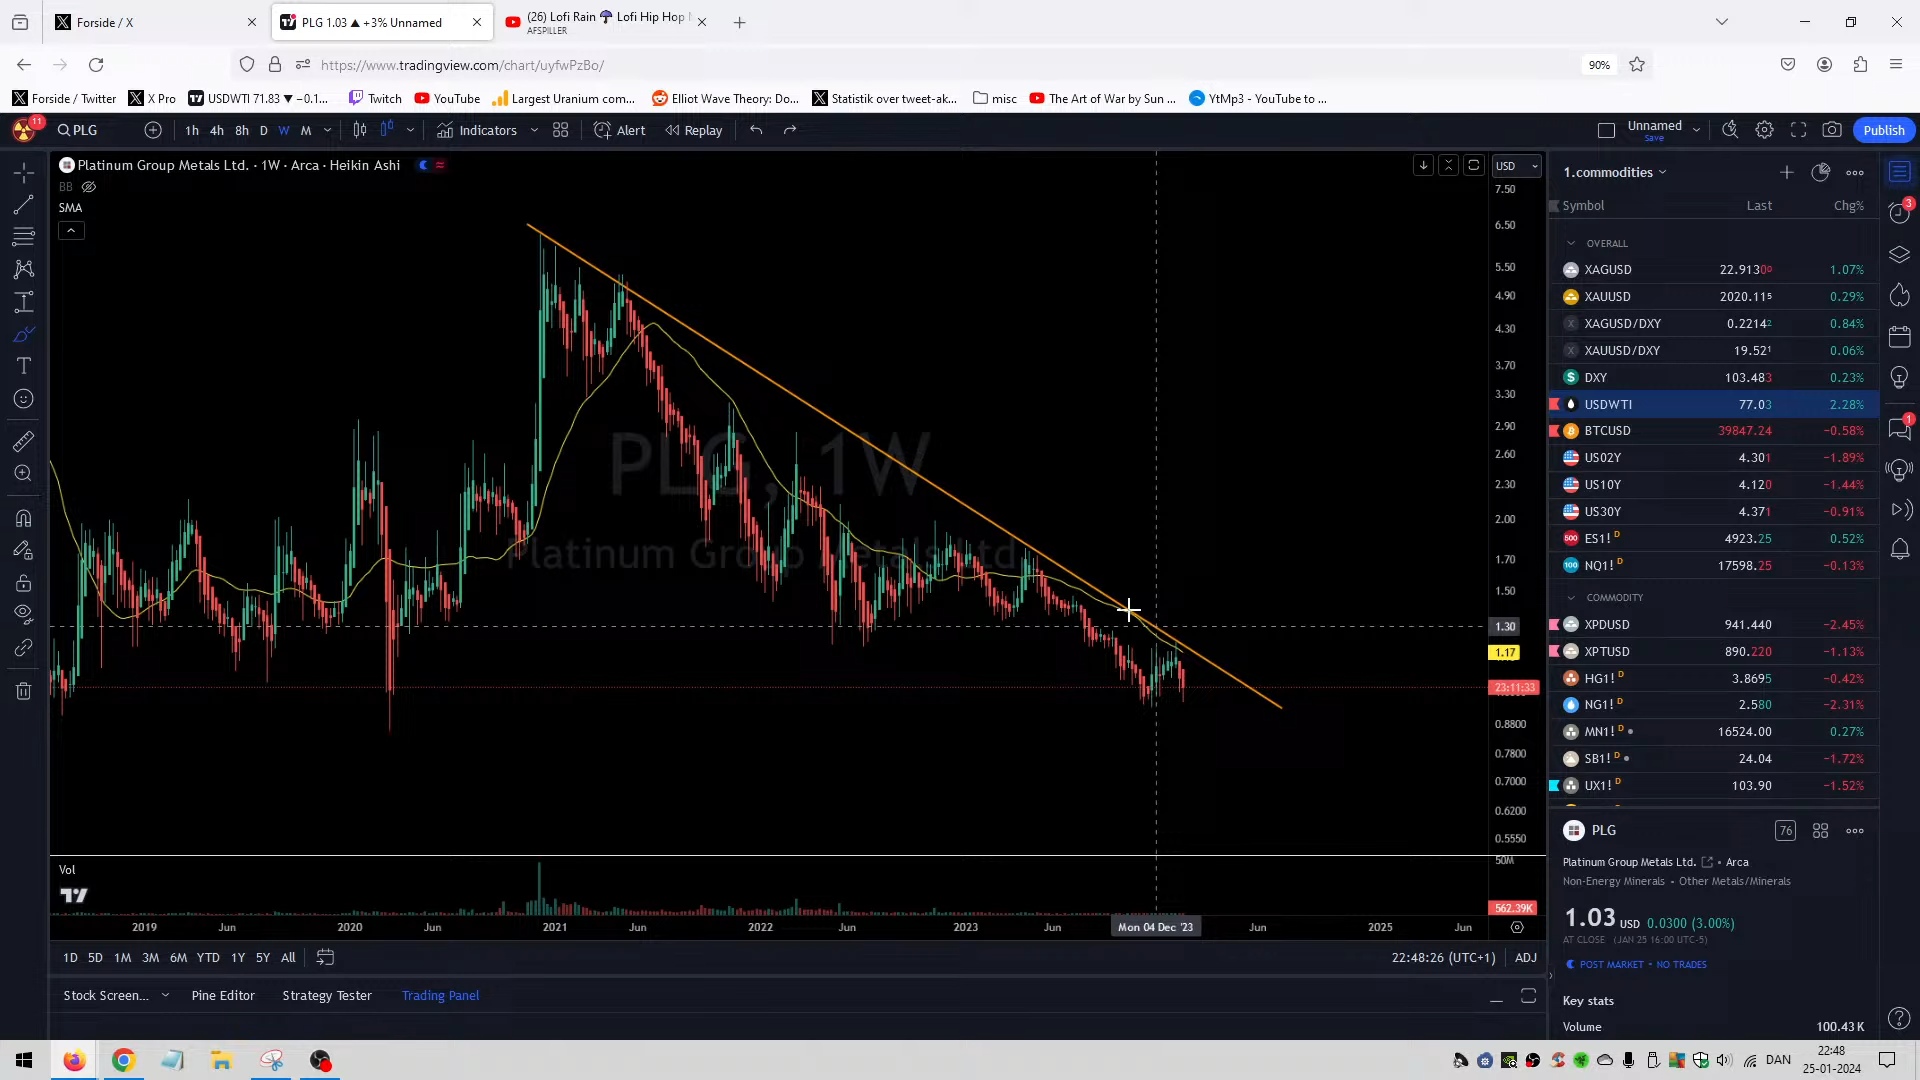 Forside / X
PLG 1.03 ▲ +3% Unnamed
(26) Lofi Rain ☔ Lofi Hip Hop
AFSPILLER
https://www.tradingview.com/chart/uyfwPzBo/
90%
Forside / Twitter
X Pro
USDWTI 71.83 ▼ −0.1...
Twitch
YouTube
Largest Uranium com...
Elliot Wave Theory: Do...
Statistik over tweet-ak...
misc
The Art of War by Sun ...
YtMp3 - YouTube to ...
11
PLG
1h 4h 8h D W M
Indicators
Alert
Replay
Unnamed
Save
Publish
Platinum Group Metals Ltd. · 1W · Arca · Heikin Ashi
BB
SMA
USD
PLG, 1W
Platinum Group Metals Ltd.
7.50
6.50
5.50
4.90
4.30
3.70
3.30
2.90
2.60
2.30
2.00
1.70
1.50
1.30
1.17
23:11:33
0.8800
0.7800
0.7000
0.6200
0.5550
50M
562.39K
Vol
2019 Jun 2020 Jun 2021 Jun 2022 Jun 2023 Jun Mon 04 Dec '23 Jun 2025 Jun
1D 5D 1M 3M 6M YTD 1Y 5Y All
22:48:26 (UTC+1) ADJ
Stock Screen... Pine Editor Strategy Tester Trading Panel
1.commodities
Symbol Last Chg%
OVERALL
XAGUSD 22.9130⁰ 1.07%
XAUUSD 2020.11⁵ 0.29%
XAGUSD/DXY 0.2214² 0.84%
XAUUSD/DXY 19.52¹ 0.06%
DXY 103.483 0.23%
USDWTI 77.03 2.28%
BTCUSD 39847.24 −0.58%
US02Y 4.301 −1.89%
US10Y 4.120 −1.44%
US30Y 4.371 −0.91%
ES1! D 4923.25 0.52%
NQ1! D 17598.25 −0.13%
COMMODITY
XPDUSD 941.440 −2.45%
XPTUSD 890.220 −1.13%
HG1! D 3.8695 −0.42%
NG1! D 2.580 −2.31%
MN1! D 16524.00 0.27%
SB1! D 24.04 −1.72%
UX1! D 103.90 −1.52%
PLG
76
Platinum Group Metals Ltd. • Arca
Non-Energy Minerals • Other Metals/Minerals
1.03 USD 0.0300 (3.00%)
AT CLOSE (JAN 25 16:00 UTC-5)
POST MARKET • NO TRADES
Key stats
Volume 100.43 K
3
1
DAN
22:48
25-01-2024